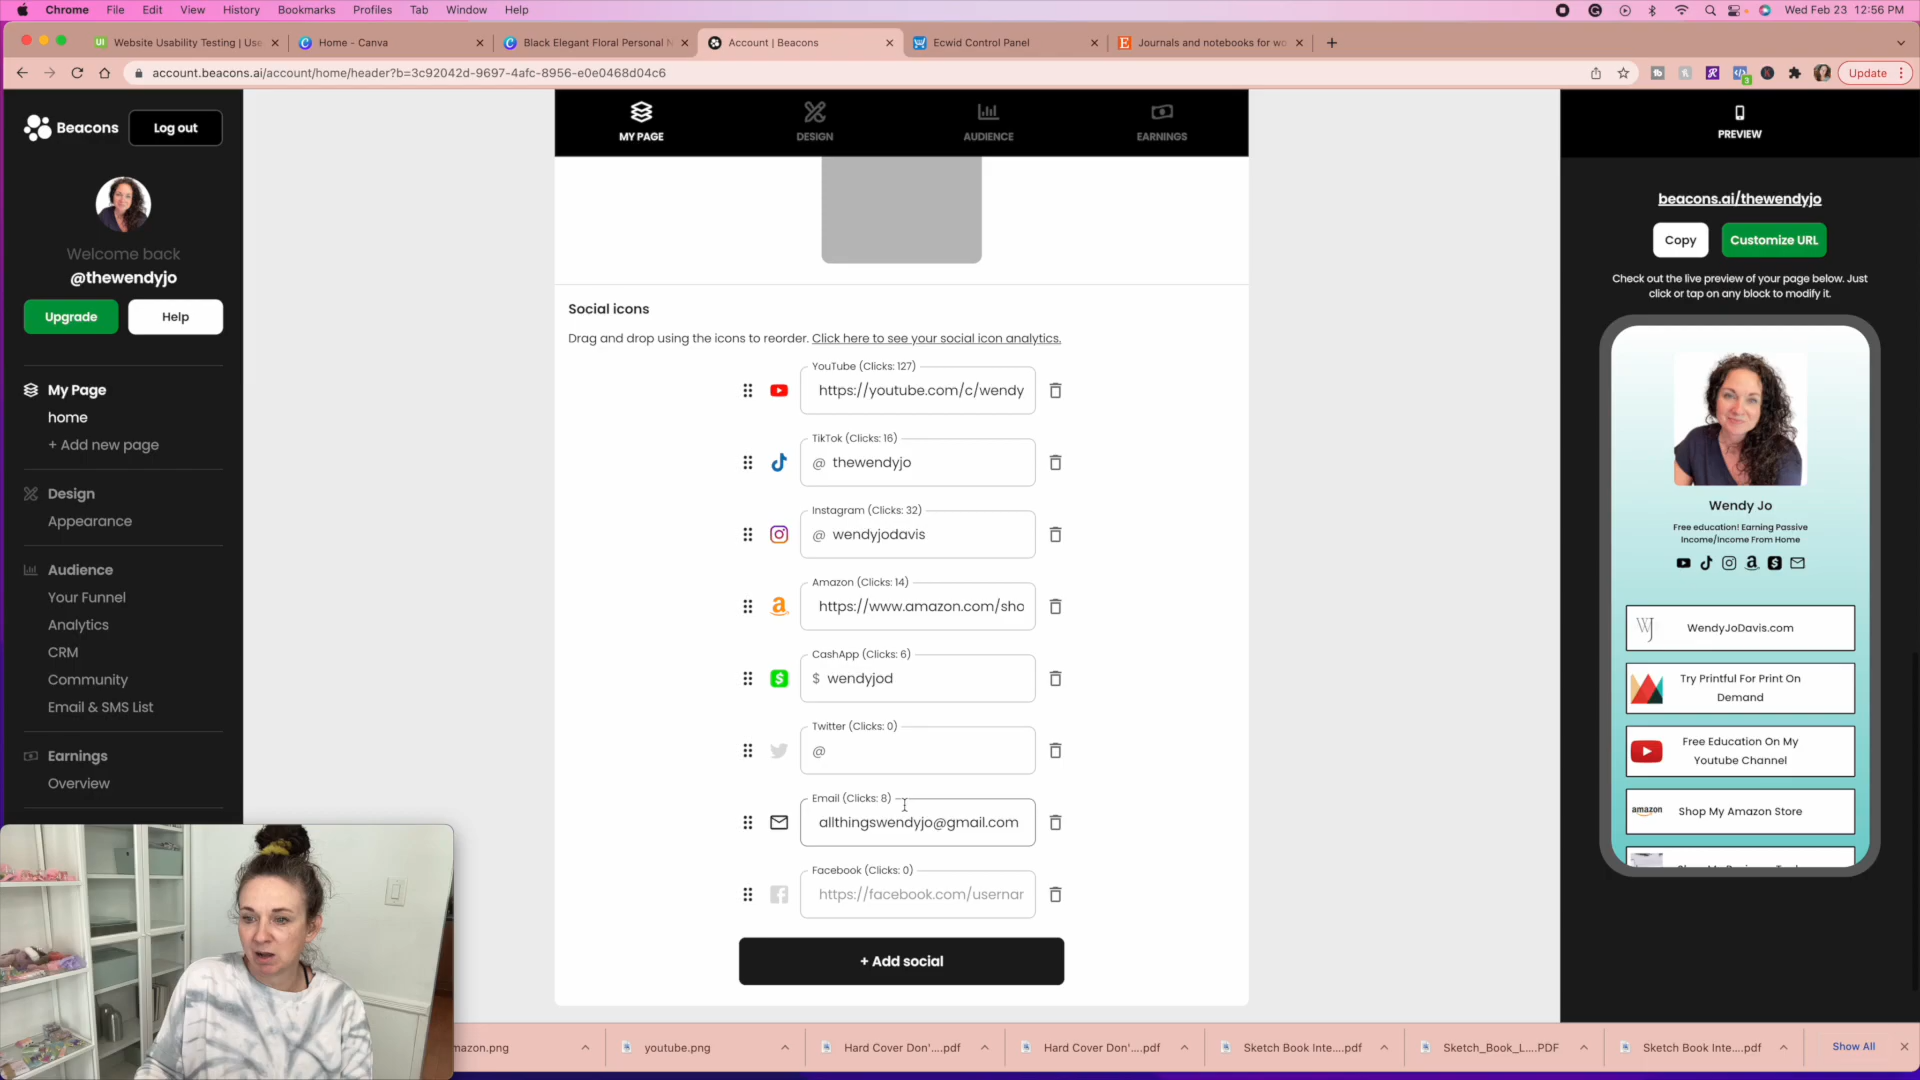 Chrome File Edit View History Bookmarks Profiles Tab Window Help
Wed Feb 23 12:56 PM
UI Website Usability Testing | Use
Home - Canva
Black Elegant Floral Personal N
Account | Beacons
Ecwid Control Panel
E Journals and notebooks for wo
account.beacons.ai/account/home/header?b=3c92042d-9697-4afc-8956-e0e0468d04c6
Update
Beacons
Log out
Welcome back
@thewendyjo
Upgrade
Help
My Page
home
+ Add new page
Design
Appearance
Audience
Your Funnel
Analytics
CRM
Community
Email & SMS List
Earnings
Overview
MY PAGE
DESIGN
AUDIENCE
EARNINGS
Social icons
Drag and drop using the icons to reorder. Click here to see your social icon analytics.
YouTube (Clicks: 127)
https://youtube.com/c/wendy
TikTok (Clicks: 16)
@ thewendyjo
Instagram (Clicks: 32)
@ wendyjodavis
Amazon (Clicks: 14)
https://www.amazon.com/sho
CashApp (Clicks: 6)
$ wendyjod
Twitter (Clicks: 0)
@
Email (Clicks: 8)
allthingswendyjo@gmail.com
Facebook (Clicks: 0)
https://facebook.com/usernar
+ Add social
PREVIEW
beacons.ai/thewendyjo
Copy
Customize URL
Check out the live preview of your page below. Just
click or tap on any block to modify it.
Wendy Jo
Free education! Earning Passive
Income/Income From Home
WJ WendyJoDavis.com
Try Printful For Print On
Demand
Free Education On My
Youtube Channel
amazon Shop My Amazon Store
mazon.png
youtube.png
Hard Cover Don'....pdf
Hard Cover Don'....pdf
Sketch Book Inte....pdf
Sketch_Book_L....PDF
Sketch Book Inte....pdf
Show All